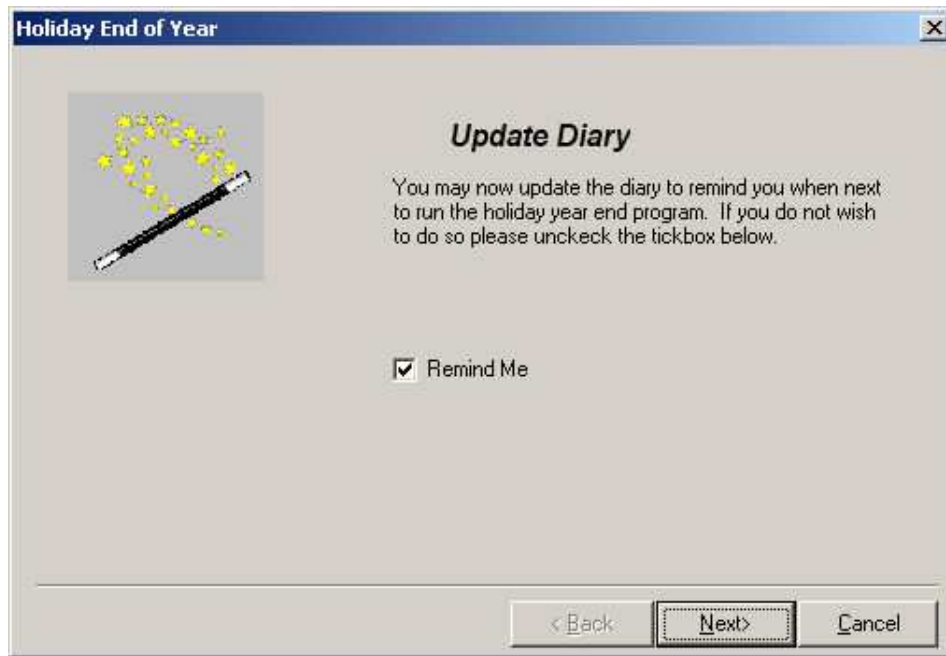 Holiday End of Year
Update Diary
You may now update the diary to remind you when next
to run the holiday year end program. If you do not wish
to do so please unckeck the tickbox below.
Remind Me
< Back
Next>
Cancel